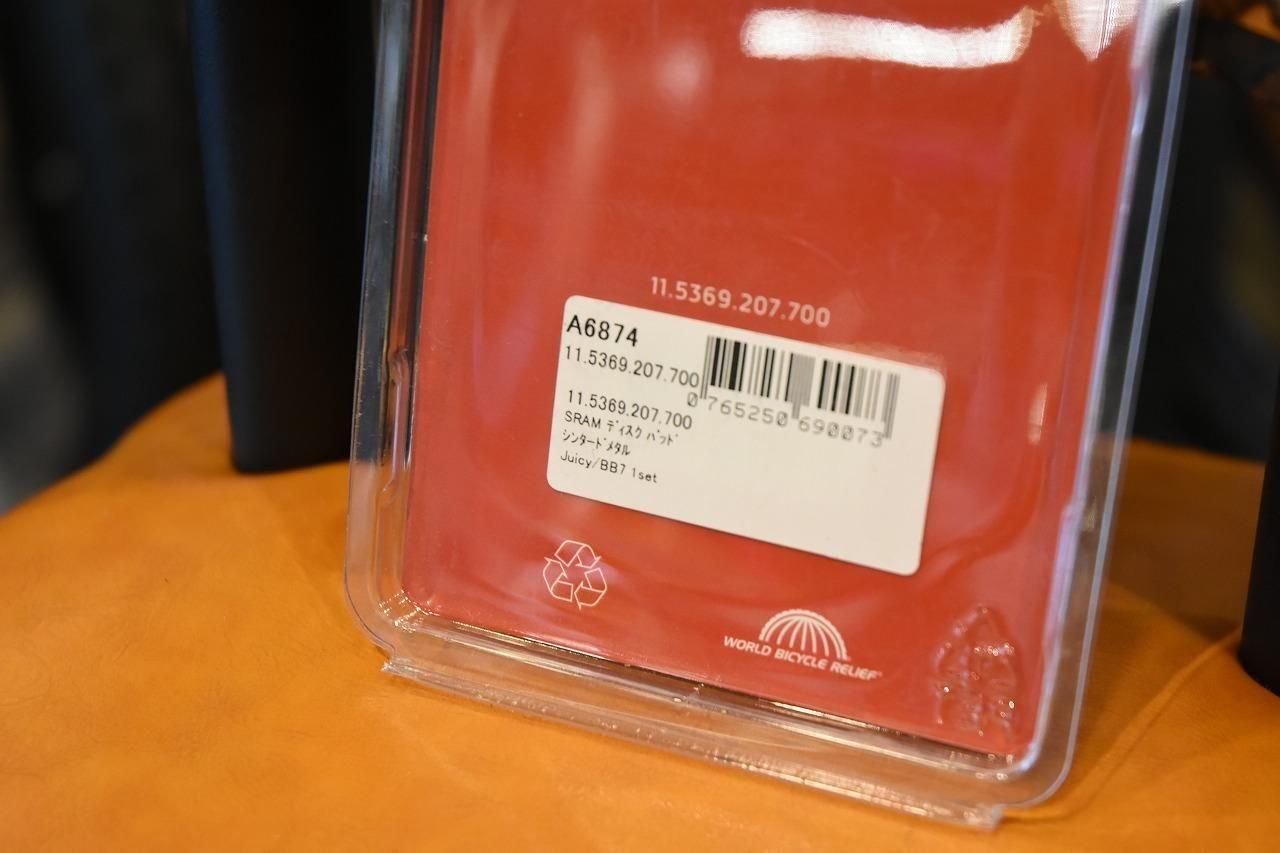 11.5369.207.700
A6874
11.5369.207.700
0 765250 690073
11.5369.207.700
SRAM ディスク パッド
シンタードメタル
Juicy/BB7 1set
WORLD BICYCLE RELIEF